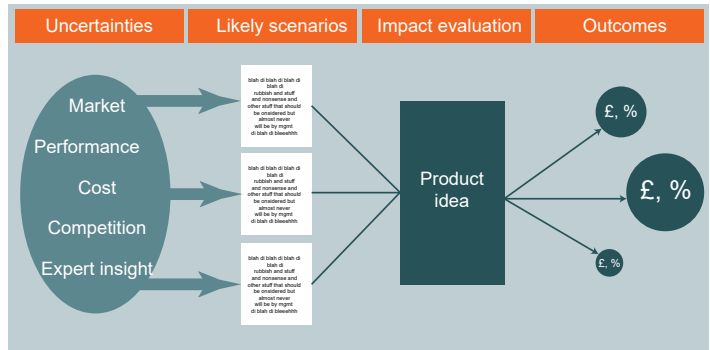 Uncertainties
Likely scenarios
Impact evaluation
Outcomes
Market
Performance
Cost
Competition
Expert insight
blah di blah di blah di
blah di
rubbish and stuff
and nonsense and
other stuff that should
be onsidered but
almost never
will be by mgmt
di blah di bleeehhh
blah di blah di blah di
blah di
rubbish and stuff
and nonsense and
other stuff that should
be onsidered but
almost never
will be by mgmt
di blah di bleeehhh
blah di blah di blah di
blah di
rubbish and stuff
and nonsense and
other stuff that should
be onsidered but
almost never
will be by mgmt
di blah di bleeehhh
Product
idea
£, %
£, %
£, %